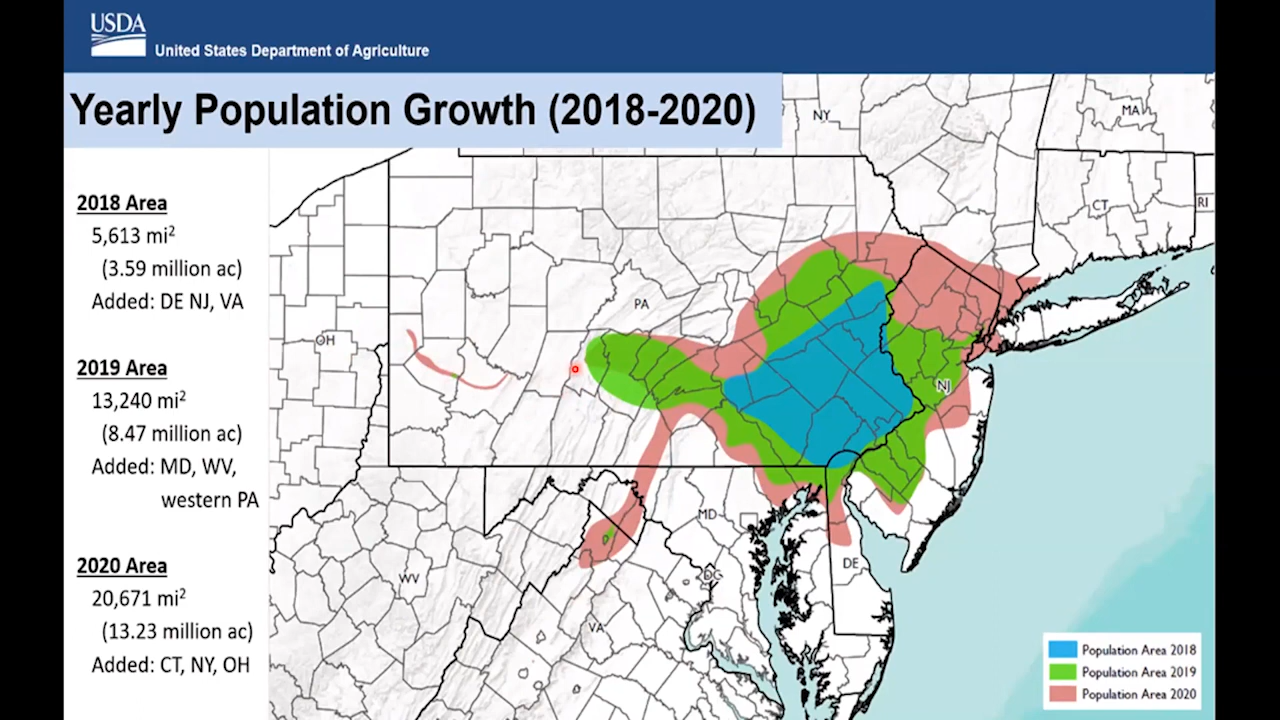 USDA
United States Department of Agriculture
Yearly Population Growth (2018-2020)
2018 Area
5,613 mi²
(3.59 million ac)
Added: DE NJ, VA
2019 Area
13,240 mi²
(8.47 million ac)
Added: MD, WV,
western PA
2020 Area
20,671 mi²
(13.23 million ac)
Added: CT, NY, OH
NY
MA
CT
RI
PA
OH
NJ
MD
DE
DC
WV
VA
Population Area 2018
Population Area 2019
Population Area 2020